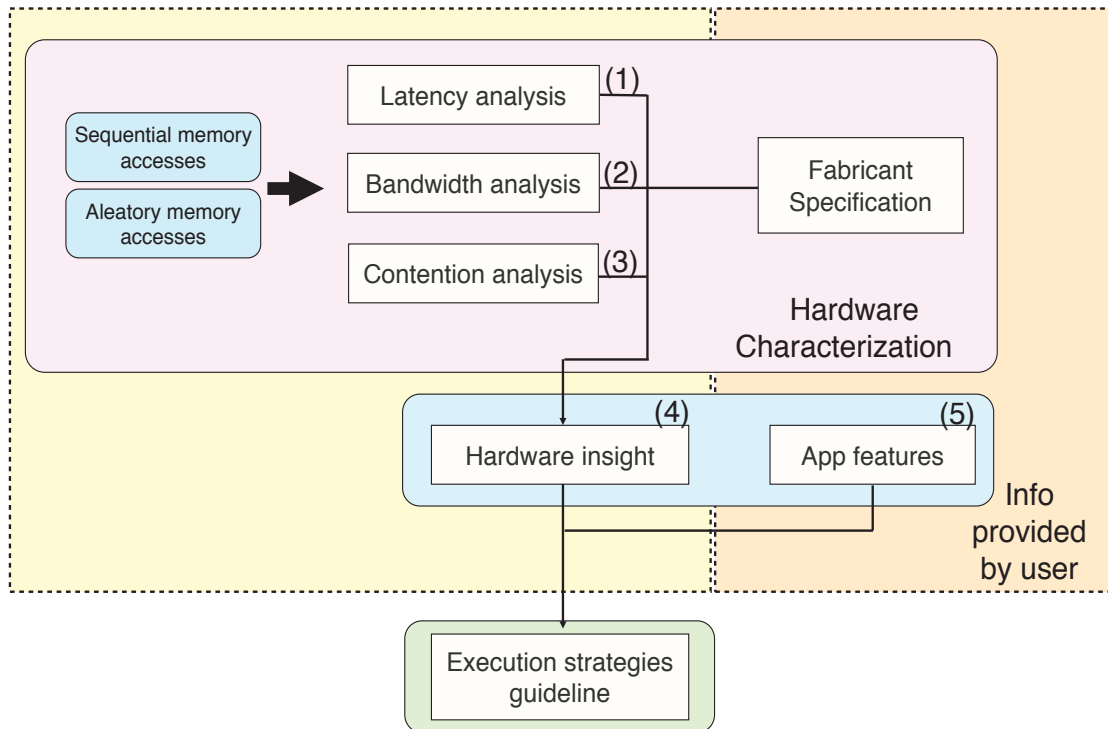 Latency analysis
(1)
Sequential memory
accesses
Aleatory memory
accesses
Bandwidth analysis
(2)
Fabricant
Specification
Contention analysis
(3)
Hardware
Characterization
Hardware insight
(4)
App features
(5)
Info
provided
by user
Execution strategies
guideline